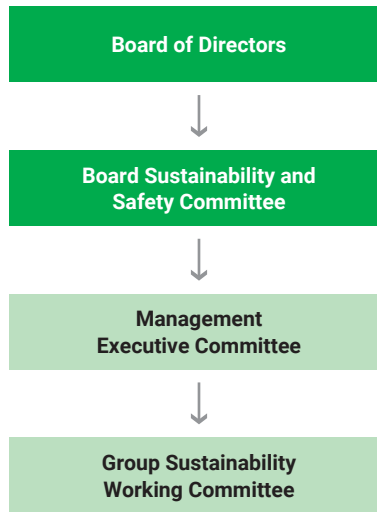 Board of Directors
Board Sustainability and
Safety Committee
Management
Executive Committee
Group Sustainability
Working Committee